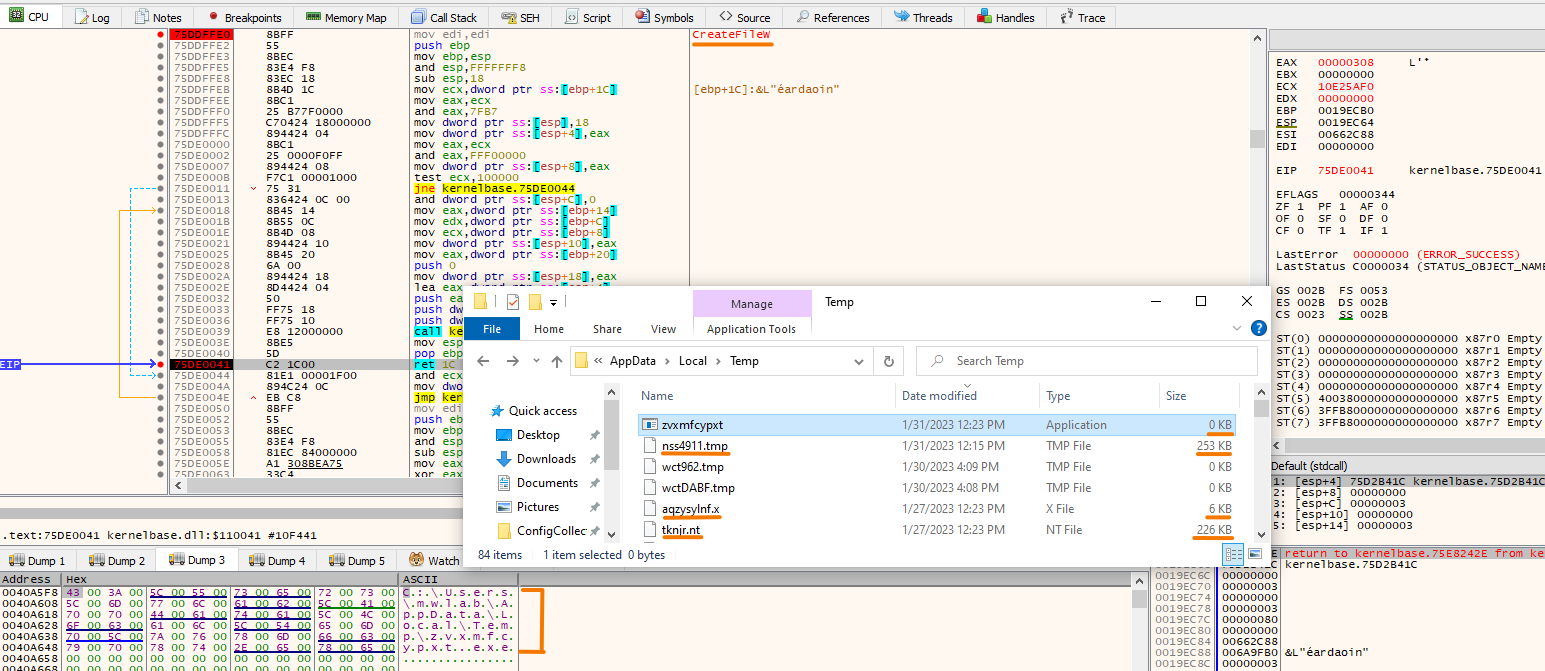 CPU Log Notes Breakpoints Memory Map Call Stack SEH Script Symbols Source References Threads Handles Trace
75DDFFE0 8BFF mov edi,edi CreateFileW
75DDFFE2 55 push ebp
75DDFFE3 8BEC mov ebp,esp
75DDFFE5 83E4 F8 and esp,FFFFFFF8
75DDFFE8 83EC 18 sub esp,18
75DDFFEB 8B4D 1C mov ecx,dword ptr ss:[ebp+1C] [ebp+1C]:&L"éardaoin"
75DDFFEE 8BC1 mov eax,ecx
75DDFFF0 25 B77F0000 and eax,7FB7
75DDFFF5 C70424 18000000 mov dword ptr ss:[esp],18
75DDFFFC 894424 04 mov dword ptr ss:[esp+4],eax
75DE0000 8BC1 mov eax,ecx
75DE0002 25 0000F0FF and eax,FFF00000
75DE0007 894424 08 mov dword ptr ss:[esp+8],eax
75DE000B F7C1 00001000 test ecx,100000
75DE0011 75 31 jne kernelbase.75DE0044
75DE0013 836424 0C 00 and dword ptr ss:[esp+C],0
75DE0018 8B45 14 mov eax,dword ptr ss:[ebp+14]
75DE001B 8B55 0C mov edx,dword ptr ss:[ebp+C]
75DE001E 8B4D 08 mov ecx,dword ptr ss:[ebp+8]
75DE0021 894424 10 mov dword ptr ss:[esp+10],eax
75DE0025 8B45 20 mov eax,dword ptr ss:[ebp+20]
75DE0028 6A 00 push 0
75DE002A 894424 18 mov dword ptr ss:[esp+18],eax
75DE002E 8D4424 04 lea eax
75DE0032 50 push ea
75DE0033 FF75 18 push dw
75DE0036 FF75 10 push dw
75DE0039 E8 12000000 call ke
75DE003E 8BE5 mov esp
75DE0040 5D pop ebp
EIP 75DE0041 C2 1C00 ret 1C
75DE0044 81E1 00001F00 and ecx
75DE004A 894C24 0C mov dwo
75DE004E EB C8 jmp ker
75DE0050 8BFF mov edi
75DE0052 55 push eb
75DE0053 8BEC mov ebp
75DE0055 83E4 F8 and esp
75DE0058 81EC 84000000 sub esp
75DE005E A1 308BEA75 mov eax
75DE0063 33C4 xor eax
EAX 00000308 L'
EBX 00000000
ECX 10E25AF0
EDX 00000000
EBP 0019ECB0
ESP 0019EC64
ESI 00662C88
EDI 00000000
EIP 75DE0041 kernelbase.75DE0041
EFLAGS 00000344
ZF 1 PF 1 AF 0
OF 0 SF 0 DF 0
CF 0 TF 1 IF 1
LastError 00000000 (ERROR_SUCCESS)
LastStatus C0000034 (STATUS_OBJECT_NAME
GS 002B FS 0053
ES 002B DS 002B
CS 0023 SS 002B
ST(0) 00000000000000000000 x87r0 Empty
ST(1) 00000000000000000000 x87r1 Empty
ST(2) 00000000000000000000 x87r2 Empty
ST(3) 00000000000000000000 x87r3 Empty
ST(4) 00000000000000000000 x87r4 Empty
ST(5) 40038000000000000000 x87r5 Empty
ST(6) 3FFFB800000000000000 x87r6 Empty
ST(7) 3FFFB800000000000000 x87r7 Empty
Default (stdcall)
1: [esp+4] 75D2B41C kernelbase.75D2B41C
2: [esp+8] 00000000
3: [esp+C] 00000003
4: [esp+10] 00000000
5: [esp+14] 00000003
Manage Temp
File Home Share View Application Tools
« AppData › Local › Temp
Search Temp
Name Date modified Type Size
zvxmfcypxt 1/31/2023 12:23 PM Application 0 KB
nss4911.tmp 1/31/2023 12:15 PM TMP File 253 KB
wct962.tmp 1/30/2023 4:09 PM TMP File 0 KB
wctDABF.tmp 1/30/2023 4:08 PM TMP File 0 KB
aqzysylnf.x 1/27/2023 12:23 PM X File 6 KB
tknjr.nt 1/27/2023 12:23 PM NT File 226 KB
Quick access
Desktop
Downloads
Documents
Pictures
ConfigCollec
84 items 1 item selected 0 bytes
.text:75DE0041 kernelbase.dll:$110041 #10F441
Dump 1 Dump 2 Dump 3 Dump 4 Dump 5 Watch
Address Hex ASCII
0040A5F8 43 00 3A 00 5C 00 55 00 73 00 65 00 72 00 73 00 C.:.\.U.s.e.r.s.
0040A608 5C 00 6D 00 77 00 6C 00 61 00 62 00 5C 00 41 00 \.m.w.l.a.b.\.A.
0040A618 70 00 70 00 44 00 61 00 74 00 61 00 5C 00 4C 00 p.p.D.a.t.a.\.L.
0040A628 6F 00 63 00 61 00 6C 00 5C 00 54 00 65 00 6D 00 o.c.a.l.\.T.e.m.
0040A638 70 00 5C 00 7A 00 76 00 78 00 6D 00 66 00 63 00 p.\.z.v.x.m.f.c.
0040A648 79 00 70 00 78 00 74 00 2E 00 65 00 78 00 65 00 y.p.x.t...e.x.e.
0040A658 00 00 00 00 00 00 00 00 00 00 00 00 00 00 00 00 ................
return to kernelbase.75E8242E from ke
kernelbase.75D2B41C
0019EC6C 00000000
0019EC70 00000003
0019EC74 00000000
0019EC78 00000003
0019EC7C 00000080
0019EC80 00000000
0019EC84 00662C88
0019EC88 006A9FB0 &L"éardaoin"
0019EC8C 00000003